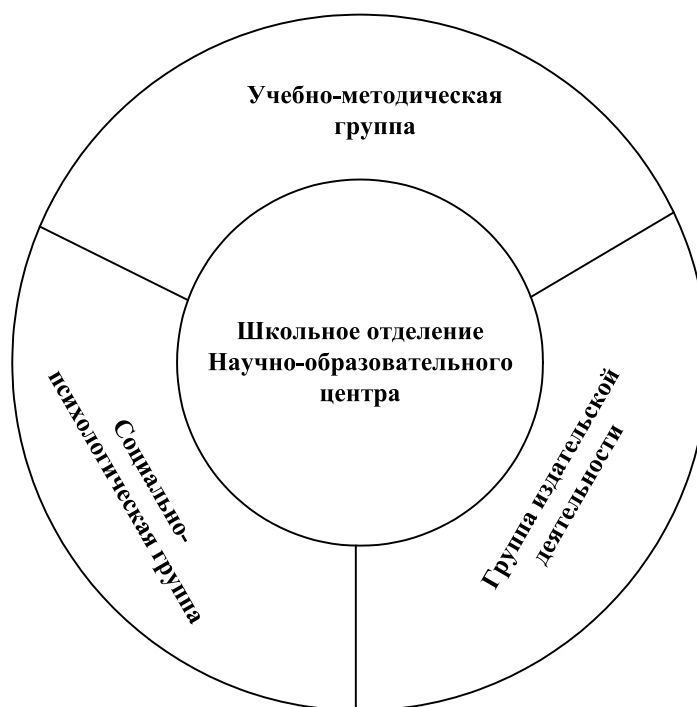 Учебно-методическая
группа
Школьное отделение
Научно-образовательного
центра
Социально-
психологическая группа
Группа издательской
деятельности